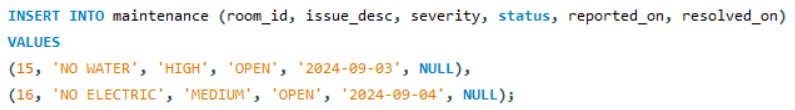 INSERT INTO maintenance (room_id, issue_desc, severity, status, reported_on, resolved_on)
VALUES
(15, 'NO WATER', 'HIGH', 'OPEN', '2024-09-03', NULL),
(16, 'NO ELECTRIC', 'MEDIUM', 'OPEN', '2024-09-04', NULL);